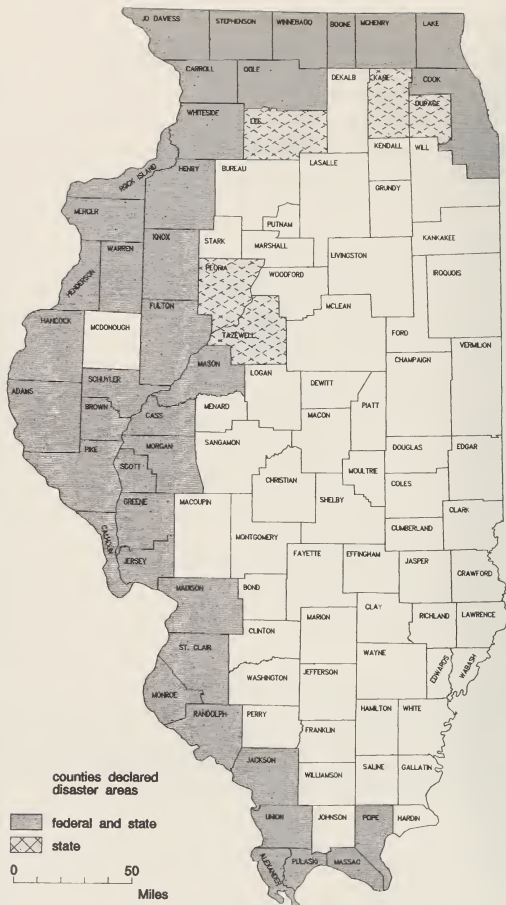 JO DAVIESS STEPHENSON WINNEBAGO BOONE MCHENRY LAKE
CARROLL OGLE DEKALB KANE COOK
DUPAGE
WHITESIDE LEE
KENDALL WILL
ROCK ISLAND HENRY BUREAU LASALLE
GRUNDY
MERCER PUTNAM
KNOX STARK MARSHALL KANKAKEE
WARREN LIVINGSTON
HENDERSON PEORIA WOODFORD IROQUOIS
FULTON MCLEAN
HANCOCK MCDONOUGH TAZEWELL FORD
MASON VERMILION
CHAMPAIGN
SCHUYLER LOGAN DEWITT
ADAMS BROWN CASS MENARD MACON PIATT
PIKE MORGAN SANGAMON DOUGLAS EDGAR
SCOTT MOULTRIE
CHRISTIAN COLES
GREENE MACOUPIN SHELBY
CLARK
CALHOUN MONTGOMERY CUMBERLAND
JERSEY FAYETTE EFFINGHAM JASPER
CRAWFORD
MADISON BOND CLAY
MARION RICHLAND LAWRENCE
CLINTON
ST. CLAIR WAYNE EDWARDS WABASH
WASHINGTON JEFFERSON
MONROE
RANDOLPH PERRY HAMILTON WHITE
FRANKLIN
JACKSON SALINE GALLATIN
WILLIAMSON
UNION JOHNSON POPE HARDIN
ALEXANDER PULASKI MASSAC
counties declared
disaster areas
federal and state
state
0 50
Miles